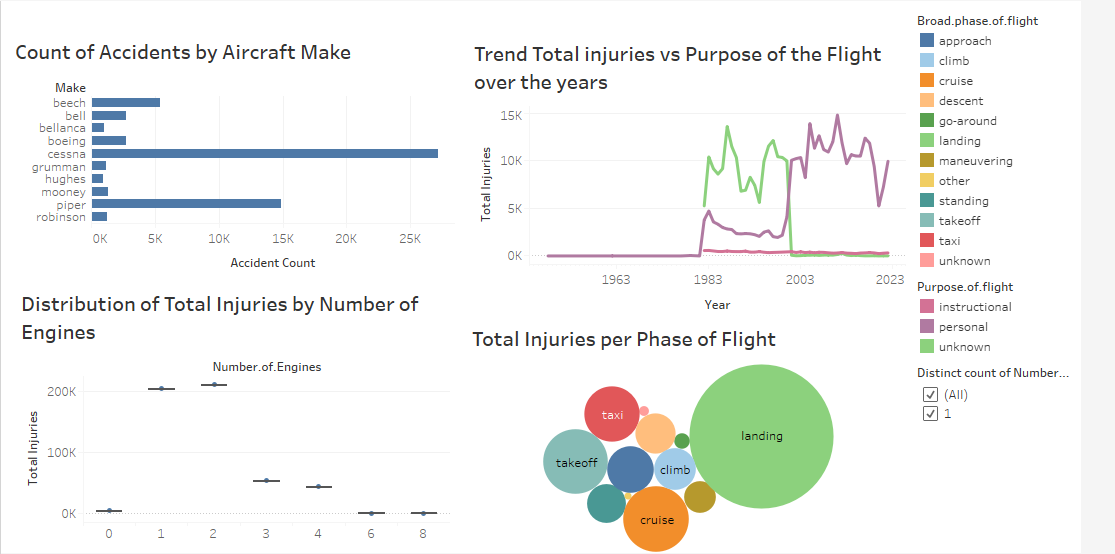 Count of Accidents by Aircraft Make
Make
beech
bell
bellanca
boeing
cessna
grumman
hughes
mooney
piper
robinson
0K 5K 10K 15K 20K 25K
Accident Count
Trend Total injuries vs Purpose of the Flight
over the years
15K
10K
5K
0K
Total Injuries
1963 1983 2003 2023
Year
Distribution of Total Injuries by Number of
Engines
Number.of.Engines
200K
100K
0K
Total Injuries
0 1 2 3 4 6 8
Total Injuries per Phase of Flight
taxi
landing
takeoff
climb
cruise
Broad.phase.of.flight
approach
climb
cruise
descent
go-around
landing
maneuvering
other
standing
takeoff
taxi
unknown
Purpose.of.flight
instructional
personal
unknown
Distinct count of Number...
(All)
1